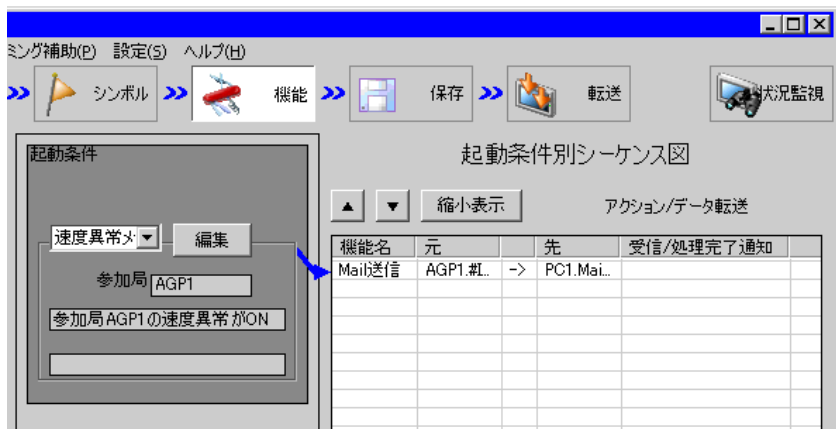 ミング補助(P) 設定(S) ヘルプ(H)
シンボル 機能 保存 転送 状況監視
起動条件
起動条件別シーケンス図
縮小表示 アクション/データ転送
速度異常メ 編集
参加局 AGP1
参加局AGP1の速度異常がON
機能名 元 先 受信/処理完了通知
Mail送信 AGP1.#I... -> PC1.Mai...